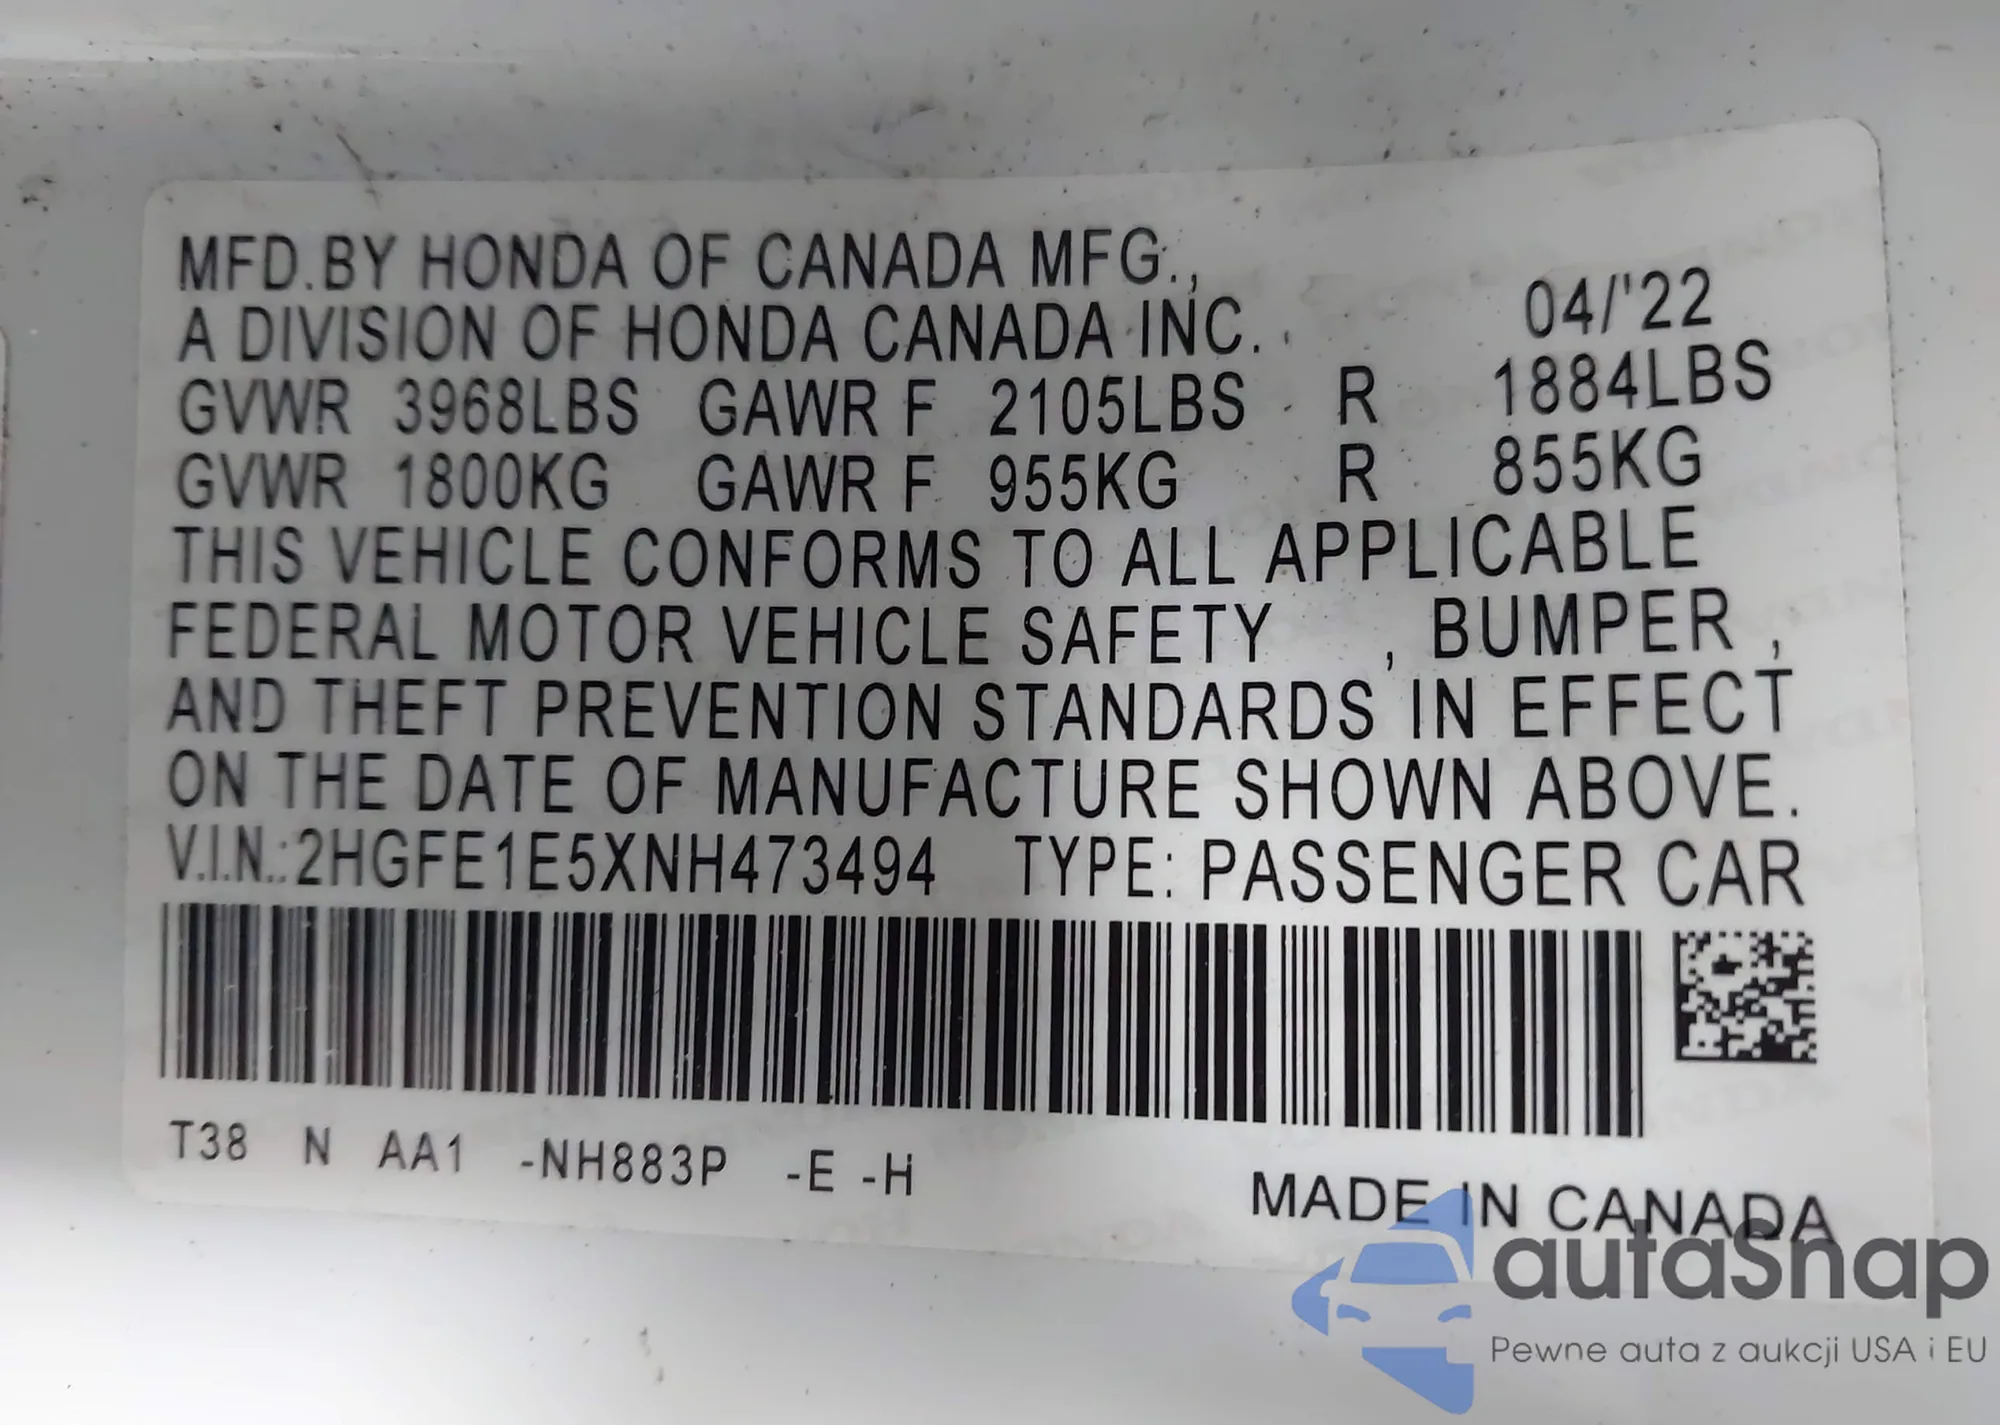 MFD.BY HONDA OF CANADA MFG.,
A DIVISION OF HONDA CANADA INC. 04/'22
GVWR 3968LBS GAWR F 2105LBS R 1884LBS
GVWR 1800KG GAWR F 955KG R 855KG
THIS VEHICLE CONFORMS TO ALL APPLICABLE
FEDERAL MOTOR VEHICLE SAFETY , BUMPER ,
AND THEFT PREVENTION STANDARDS IN EFFECT
ON THE DATE OF MANUFACTURE SHOWN ABOVE.
V.I.N.:2HGFE1E5XNH473494 TYPE: PASSENGER CAR
T38 N AA1 -NH883P -E -H
MADE IN CANADA
autaSnap
Pewne auta z aukcji USA i EU